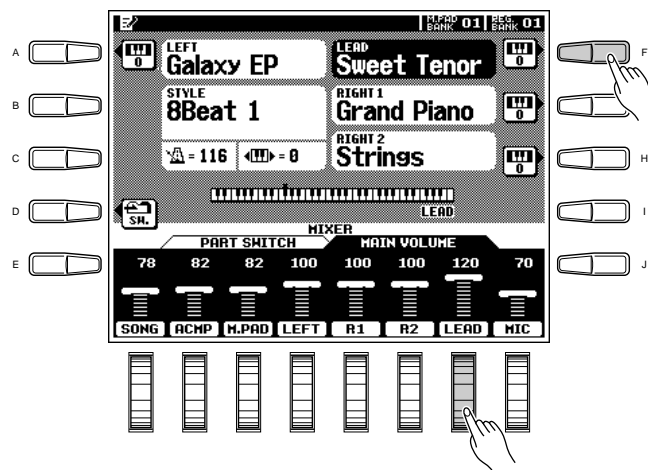 M.PAD BANK 01 REG. BANK 01
A
F
0
LEFT
Galaxy EP
LEAD
Sweet Tenor
0
B
STYLE
8Beat 1
RIGHT 1
Grand Piano
0
C
= 116
= 0
RIGHT 2
Strings
0
H
D
SW.
LEAD
I
MIXER
PART SWITCH
MAIN VOLUME
E
J
78 82 82 100 100 100 120 70
SONG ACMP M.PAD LEFT R1 R2 LEAD MIC